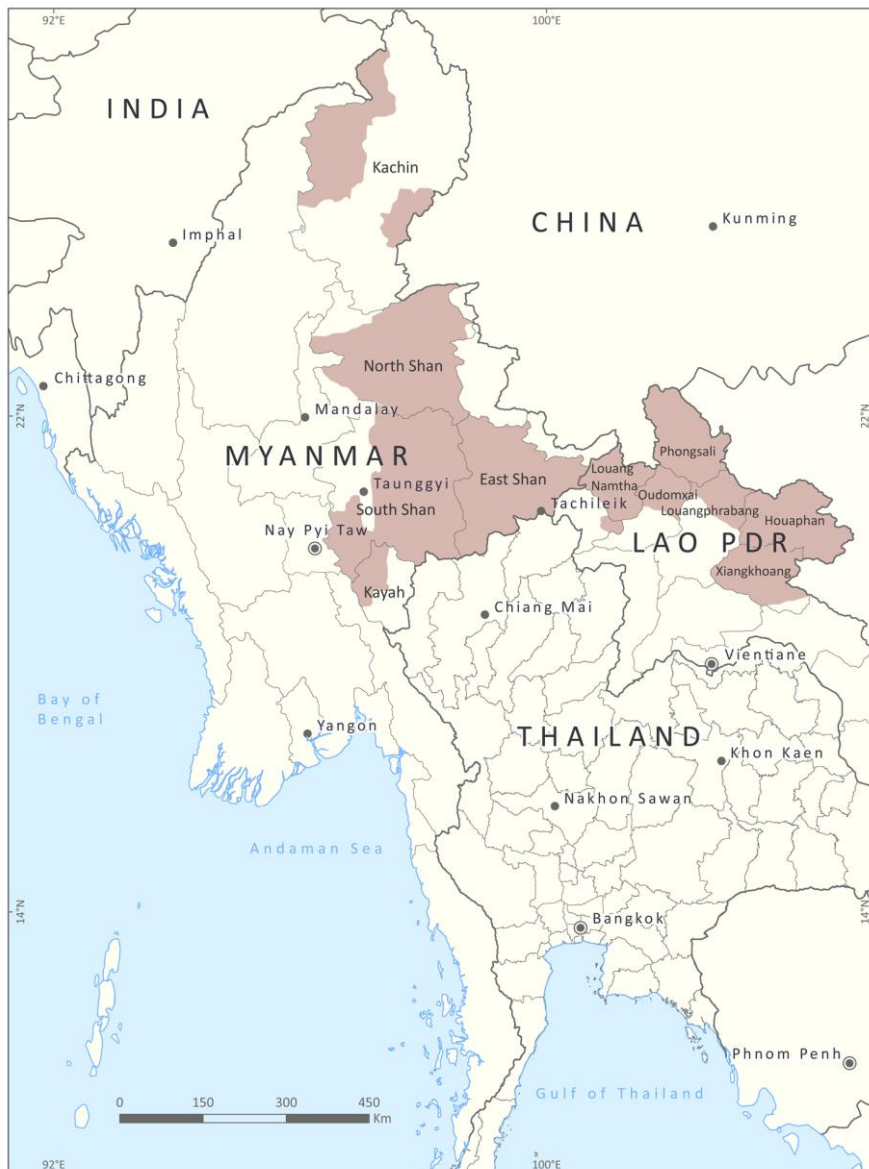 92°E
100°E
INDIA
Kachin
CHINA
Kunming
Imphal
North Shan
Chittagong
22°N
22°N
Mandalay
MYANMAR
Phongsali
Taunggyi
East Shan
Louang
Namtha
Oudomxai
South Shan
Tachileik
Louangphrabang
Houaphan
Nay Pyi Taw
LAO PDR
Xiangkhoang
Kayah
Chiang Mai
Vientiane
Bay of
Bengal
Yangon
THAILAND
Khon Kaen
Nakhon Sawan
Andaman Sea
14°N
14°N
Bangkok
Phnom Penh
Gulf of Thailand
0 150 300 450
Km
92°E
100°E